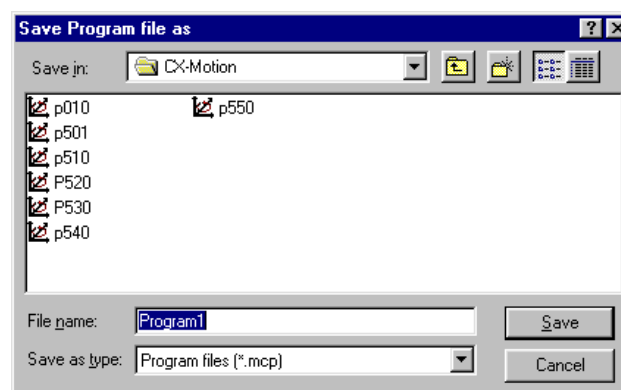 Save Program file as
Save in: CX-Motion
p010 p550
p501
p510
P520
P530
p540
File name: Program1 Save
Save as type: Program files (*.mcp) Cancel